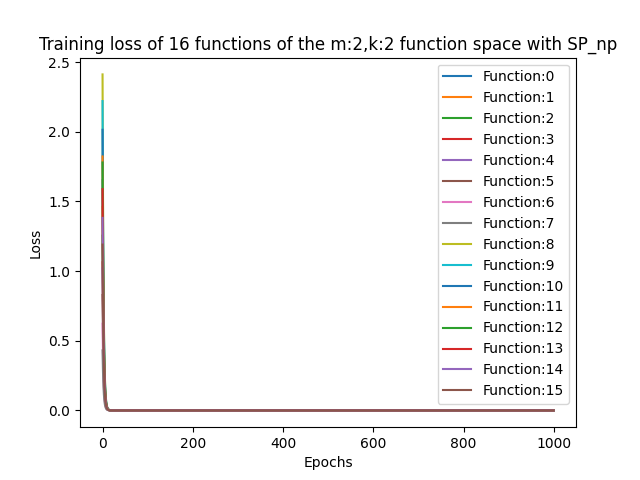 Training loss of 16 functions of the m:2,k:2 function space with SP_np
2.5
2.0
1.5
1.0
0.5
0.0
Loss
0
200
400
600
800
1000
Epochs
Function:0
Function:1
Function:2
Function:3
Function:4
Function:5
Function:6
Function:7
Function:8
Function:9
Function:10
Function:11
Function:12
Function:13
Function:14
Function:15